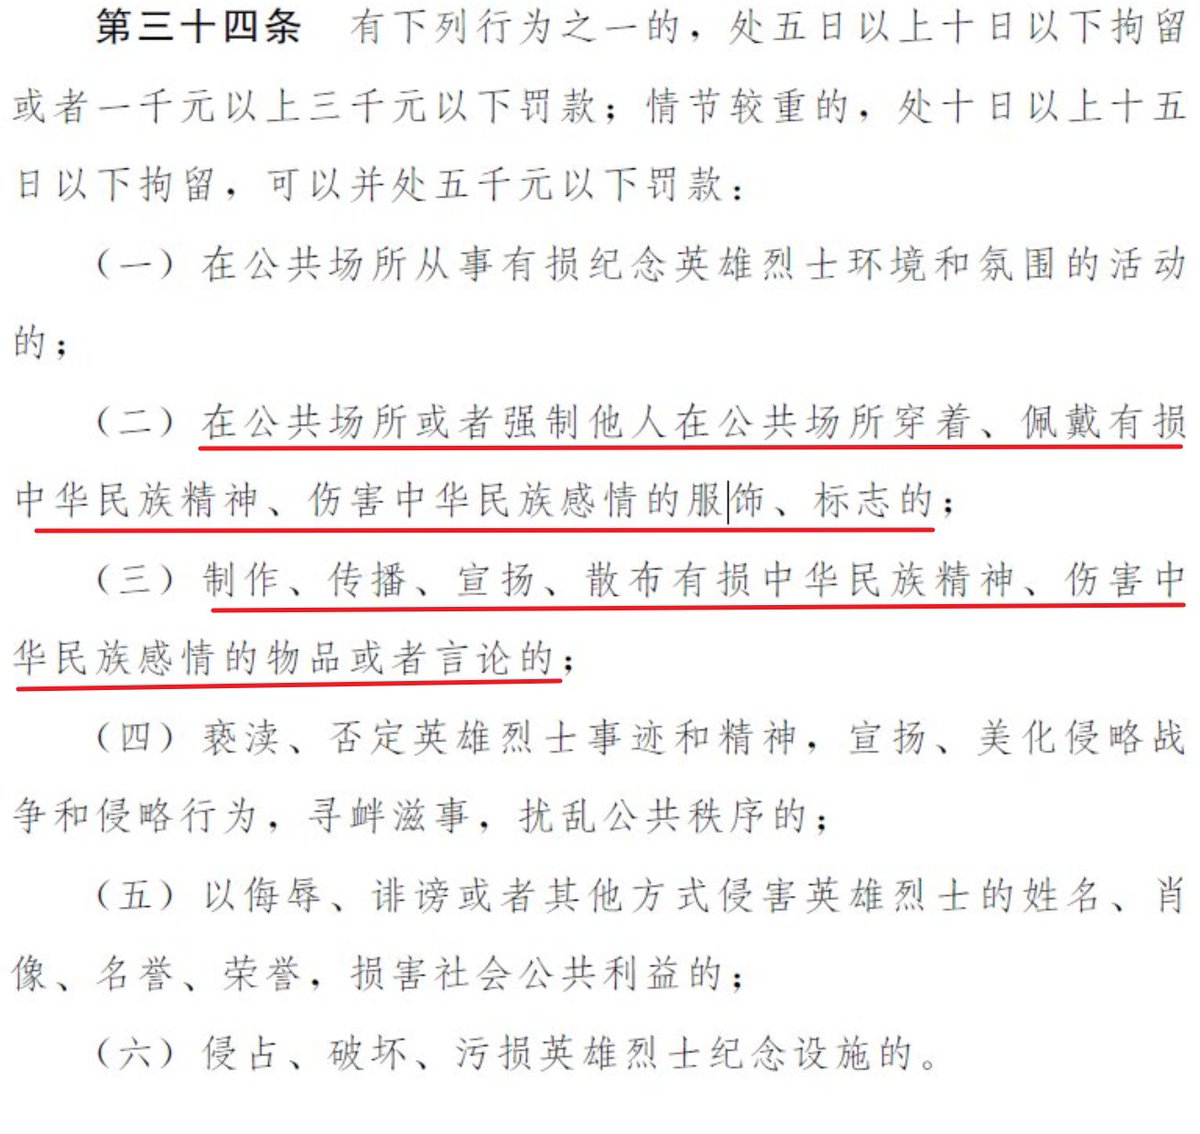 第三十四条 有下列行为之一的，处五日以上十日以下拘留
或者一千元以上三千元以下罚款；情节较重的，处十日以上十五
日以下拘留，可以并处五千元以下罚款：
（一）在公共场所从事有损纪念英雄烈士环境和氛围的活动
的；
（二）在公共场所或者强制他人在公共场所穿着、佩戴有损
中华民族精神、伤害中华民族感情的服饰、标志的；
（三）制作、传播、宣扬、散布有损中华民族精神、伤害中
华民族感情的物品或者言论的；
（四）亵渎、否定英雄烈士事迹和精神，宣扬、美化侵略战
争和侵略行为，寻衅滋事，扰乱公共秩序的；
（五）以侮辱、诽谤或者其他方式侵害英雄烈士的姓名、肖
像、名誉、荣誉，损害社会公共利益的；
（六）侵占、破坏、污损英雄烈士纪念设施的。